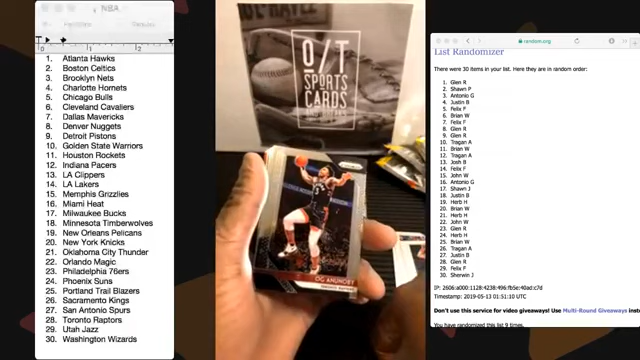 NBA
1. Atlanta Hawks
2. Boston Celtics
3. Brooklyn Nets
4. Charlotte Hornets
5. Chicago Bulls
6. Cleveland Cavaliers
7. Dallas Mavericks
8. Denver Nuggets
9. Detroit Pistons
10. Golden State Warriors
11. Houston Rockets
12. Indiana Pacers
13. LA Clippers
14. LA Lakers
15. Memphis Grizzlies
16. Miami Heat
17. Milwaukee Bucks
18. Minnesota Timberwolves
19. New Orleans Pelicans
20. New York Knicks
21. Oklahoma City Thunder
22. Orlando Magic
23. Philadelphia 76ers
24. Phoenix Suns
25. Portland Trail Blazers
26. Sacramento Kings
27. San Antonio Spurs
28. Toronto Raptors
29. Utah Jazz
30. Washington Wizards
O/T
SPORTS
CARDS
PRIZM
OG ANUNOBY
random.org
List Randomizer
There were 30 items in your list. Here they are in random order:
1. Glen R
2. Shawn P
3. Antonio G
4. Justin B
5. Felix F
6. Brian W
7. Felix F
8. Glen R
9. Glen R
10. Tragan A
11. Brian W
12. Tragan A
13. Josh B
14. Felix F
15. John W
16. Antonio G
17. Shawn J
18. Justin B
19. Herb H
20. Brian W
21. Herb H
22. John W
23. Glen R
24. Herb H
25. Brian W
26. Tragan A
27. Justin B
28. Glen R
29. Felix F
30. Sherwin J
Timestamp: 2019-05-13 01:51:10 UTC
Don't use this service for video giveaways! Use Multi-Round Giveaways
You have randomized this list 9 times.